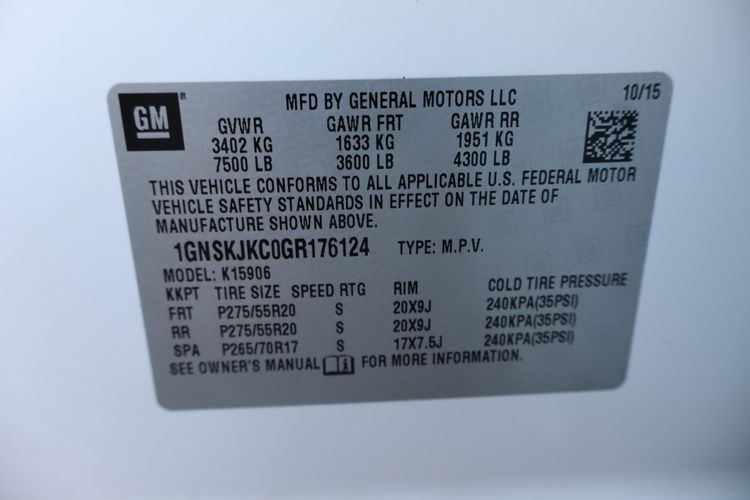 GM ®
MFD BY GENERAL MOTORS LLC
10/15
GVWR GAWR FRT GAWR RR
3402 KG 1633 KG 1951 KG
7500 LB 3600 LB 4300 LB
THIS VEHICLE CONFORMS TO ALL APPLICABLE U.S. FEDERAL MOTOR
VEHICLE SAFETY STANDARDS IN EFFECT ON THE DATE OF
MANUFACTURE SHOWN ABOVE.
1GNSKJKC0GR176124 TYPE: M.P.V.
MODEL: K15906
KKPT TIRE SIZE SPEED RTG RIM COLD TIRE PRESSURE
FRT P275/55R20 S 20X9J 240KPA(35PSI)
RR P275/55R20 S 20X9J 240KPA(35PSI)
SPA P265/70R17 S 17X7.5J 240KPA(35PSI)
SEE OWNER'S MANUAL FOR MORE INFORMATION.